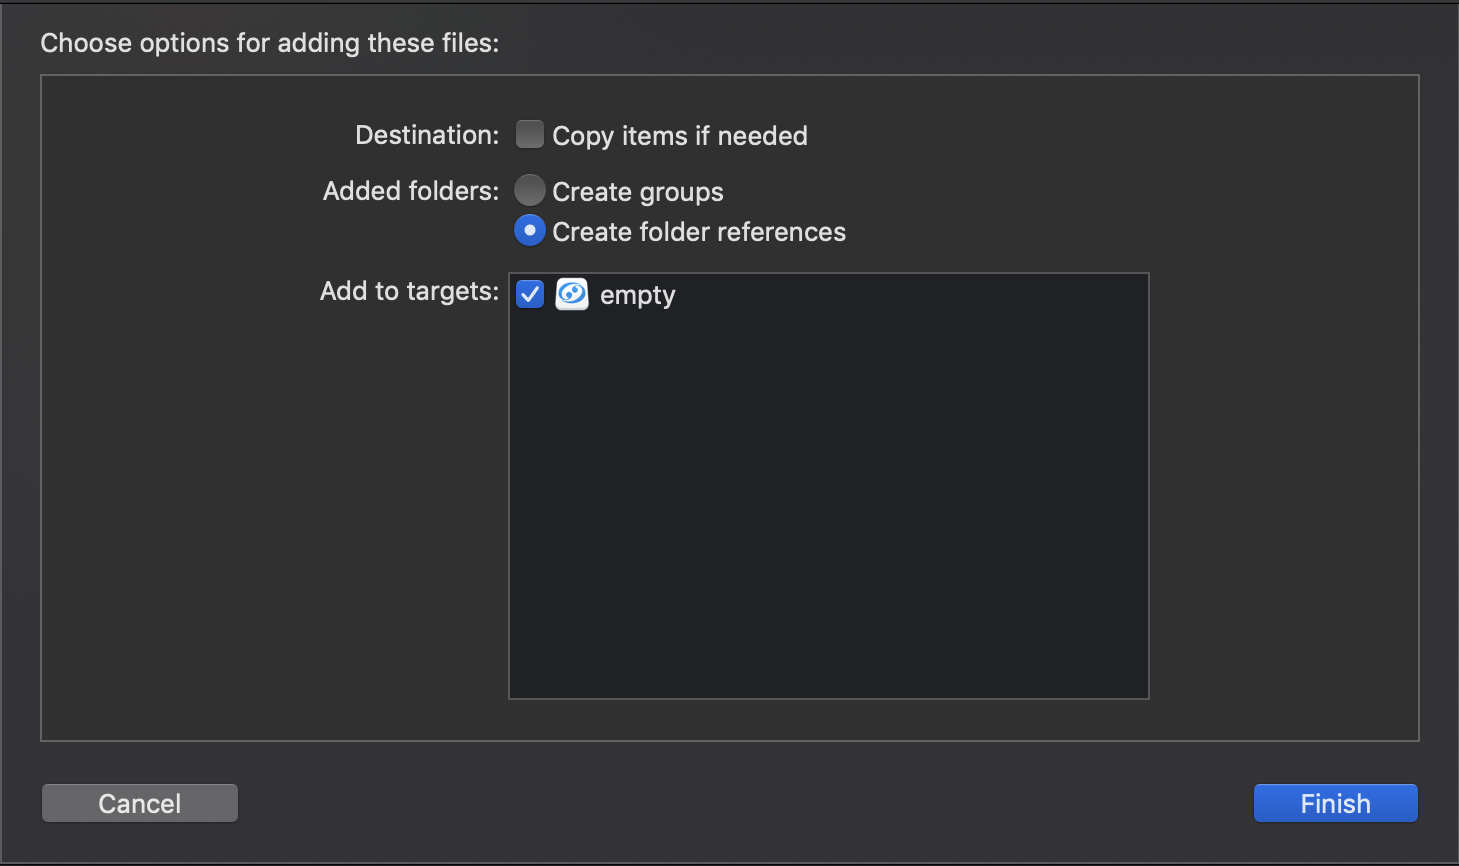 Choose options for adding these files:
Destination: Copy items if needed
Added folders: Create groups
Create folder references
Add to targets: empty
Cancel Finish